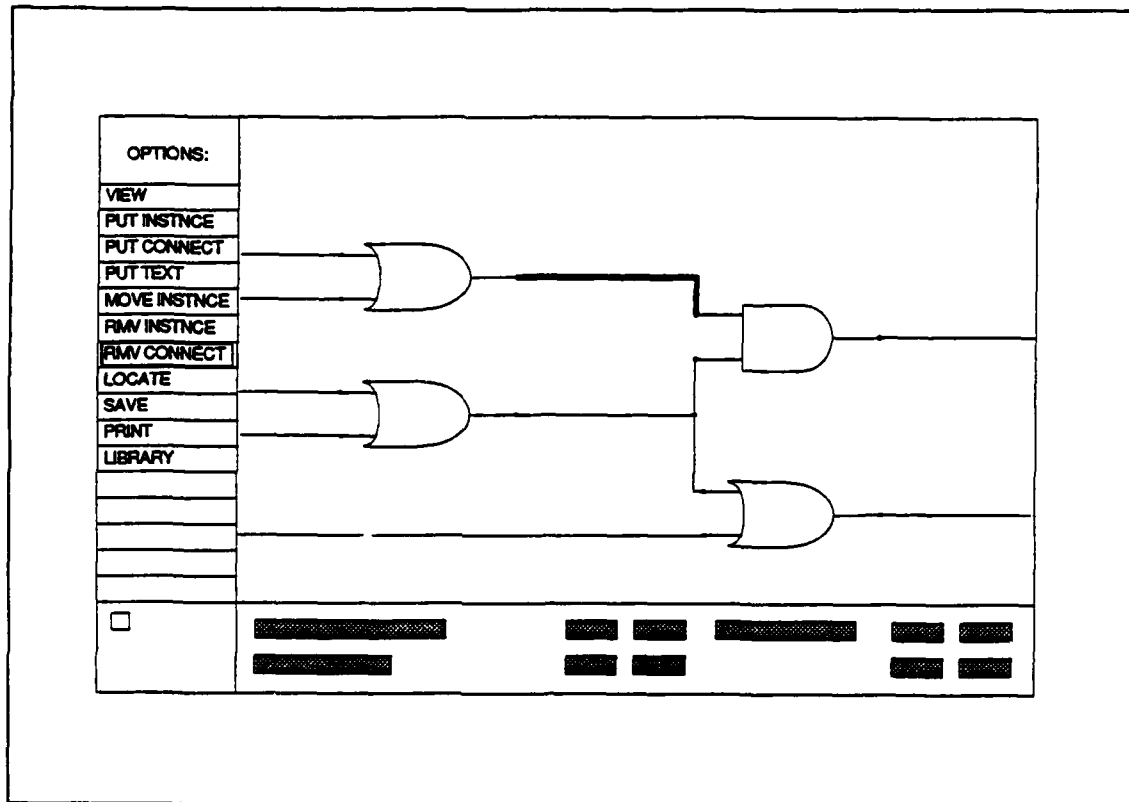 OPTIONS:
VIEW
PUT INSTNCE
PUT CONNECT
PUT TEXT
MOVE INSTNCE
RMV INSTNCE
RMV CONNECT
LOCATE
SAVE
PRINT
LIBRARY